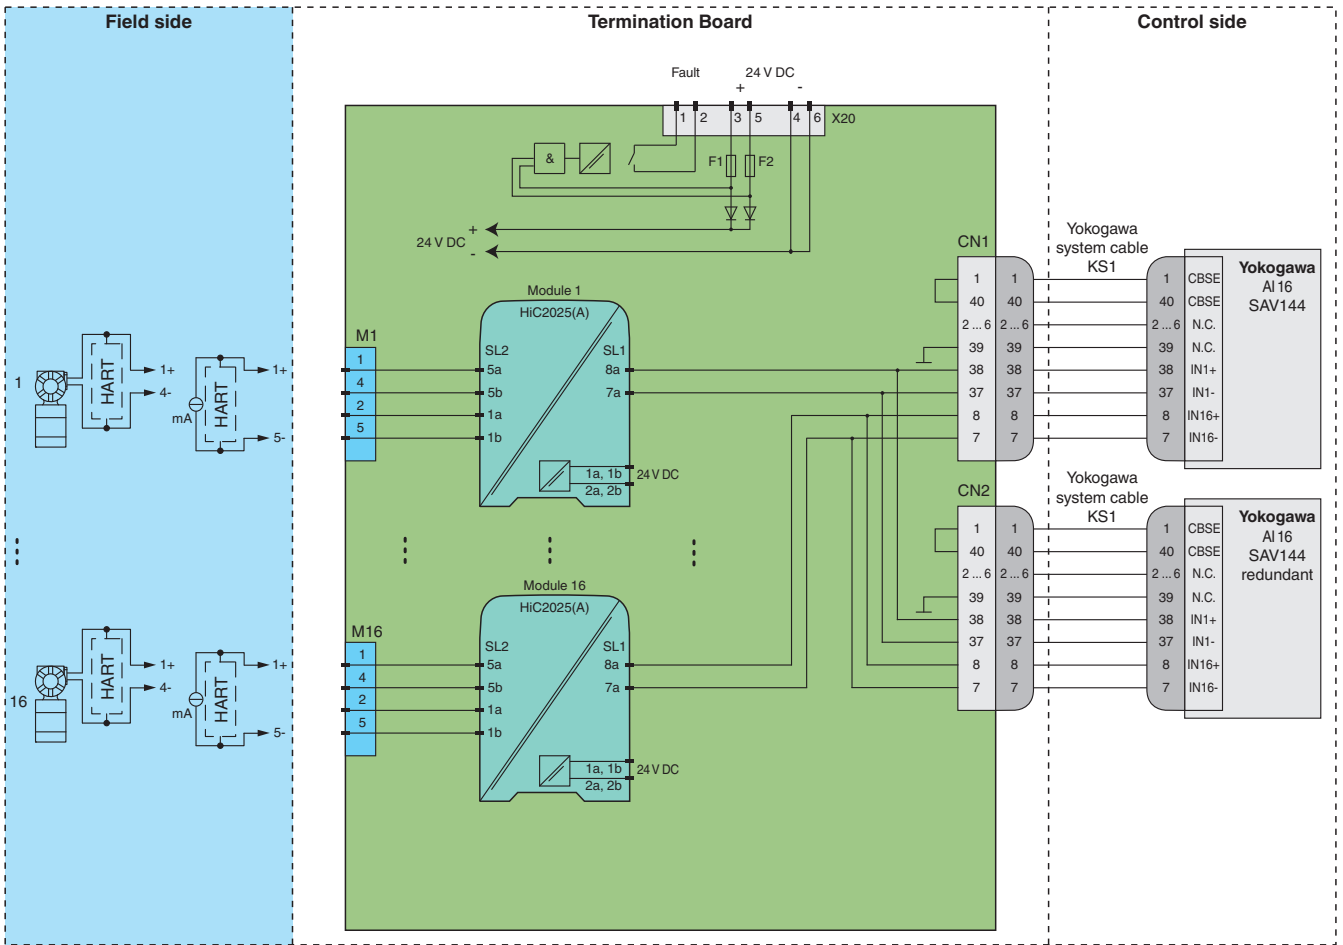 Field side
Termination Board
Control side
Fault
24 V DC
+
-
1 2 3 5 4 6
X20
&
F1
F2
+
24 V DC
-
Module 1
HiC2025(A)
M1
1
4
2
5
SL2
5a
5b
1a
1b
SL1
8a
7a
1a, 1b
2a, 2b
24 V DC
1
HART
1+
4-
mA
HART
1+
5-
Module 16
HiC2025(A)
M16
1
4
2
5
SL2
5a
5b
1a
1b
SL1
8a
7a
1a, 1b
2a, 2b
24 V DC
16
HART
1+
4-
mA
HART
1+
5-
CN1
Yokogawa
system cable
KS1
1 1 1 CBSE
40 40 40 CBSE
2 ... 6 2 ... 6 2 ... 6 N.C.
39 39 39 N.C.
38 38 38 IN1+
37 37 37 IN1-
8 8 8 IN16+
7 7 7 IN16-
Yokogawa
AI 16
SAV144
CN2
Yokogawa
system cable
KS1
1 1 1 CBSE
40 40 40 CBSE
2 ... 6 2 ... 6 2 ... 6 N.C.
39 39 39 N.C.
38 38 38 IN1+
37 37 37 IN1-
8 8 8 IN16+
7 7 7 IN16-
Yokogawa
AI 16
SAV144
redundant